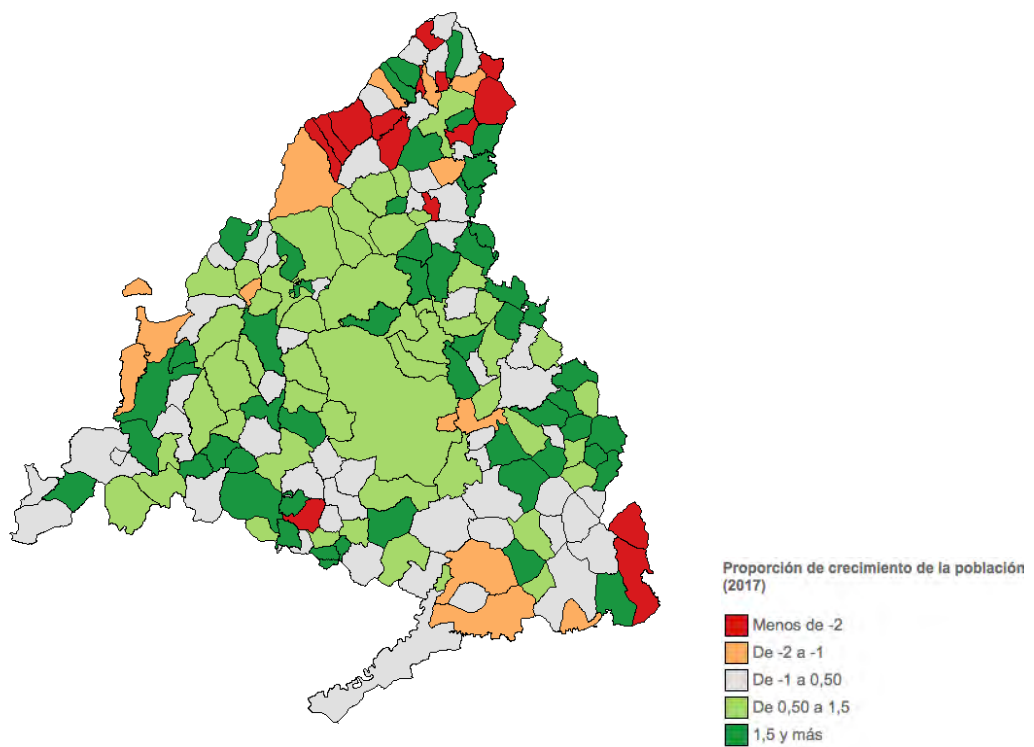 Proporción de crecimiento de la población
(2017)
Menos de -2
De -2 a -1
De -1 a 0,50
De 0,50 a 1,5
1,5 y más